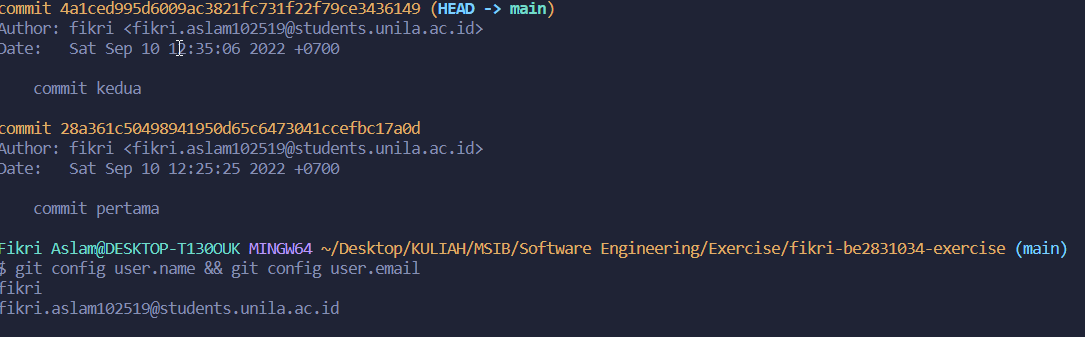 commit 4a1ced995d6009ac3821fc731f22f79ce3436149 (HEAD -> main)
Author: fikri <fikri.aslam102519@students.unila.ac.id>
Date:   Sat Sep 10 12:35:06 2022 +0700
    commit kedua
commit 28a361c50498941950d65c6473041ccefbc17a0d
Author: fikri <fikri.aslam102519@students.unila.ac.id>
Date:   Sat Sep 10 12:25:25 2022 +0700
    commit pertama
Fikri Aslam@DESKTOP-T130OUK MINGW64 ~/Desktop/KULIAH/MSIB/Software Engineering/Exercise/fikri-be2831034-exercise (main)
$ git config user.name && git config user.email
fikri
fikri.aslam102519@students.unila.ac.id